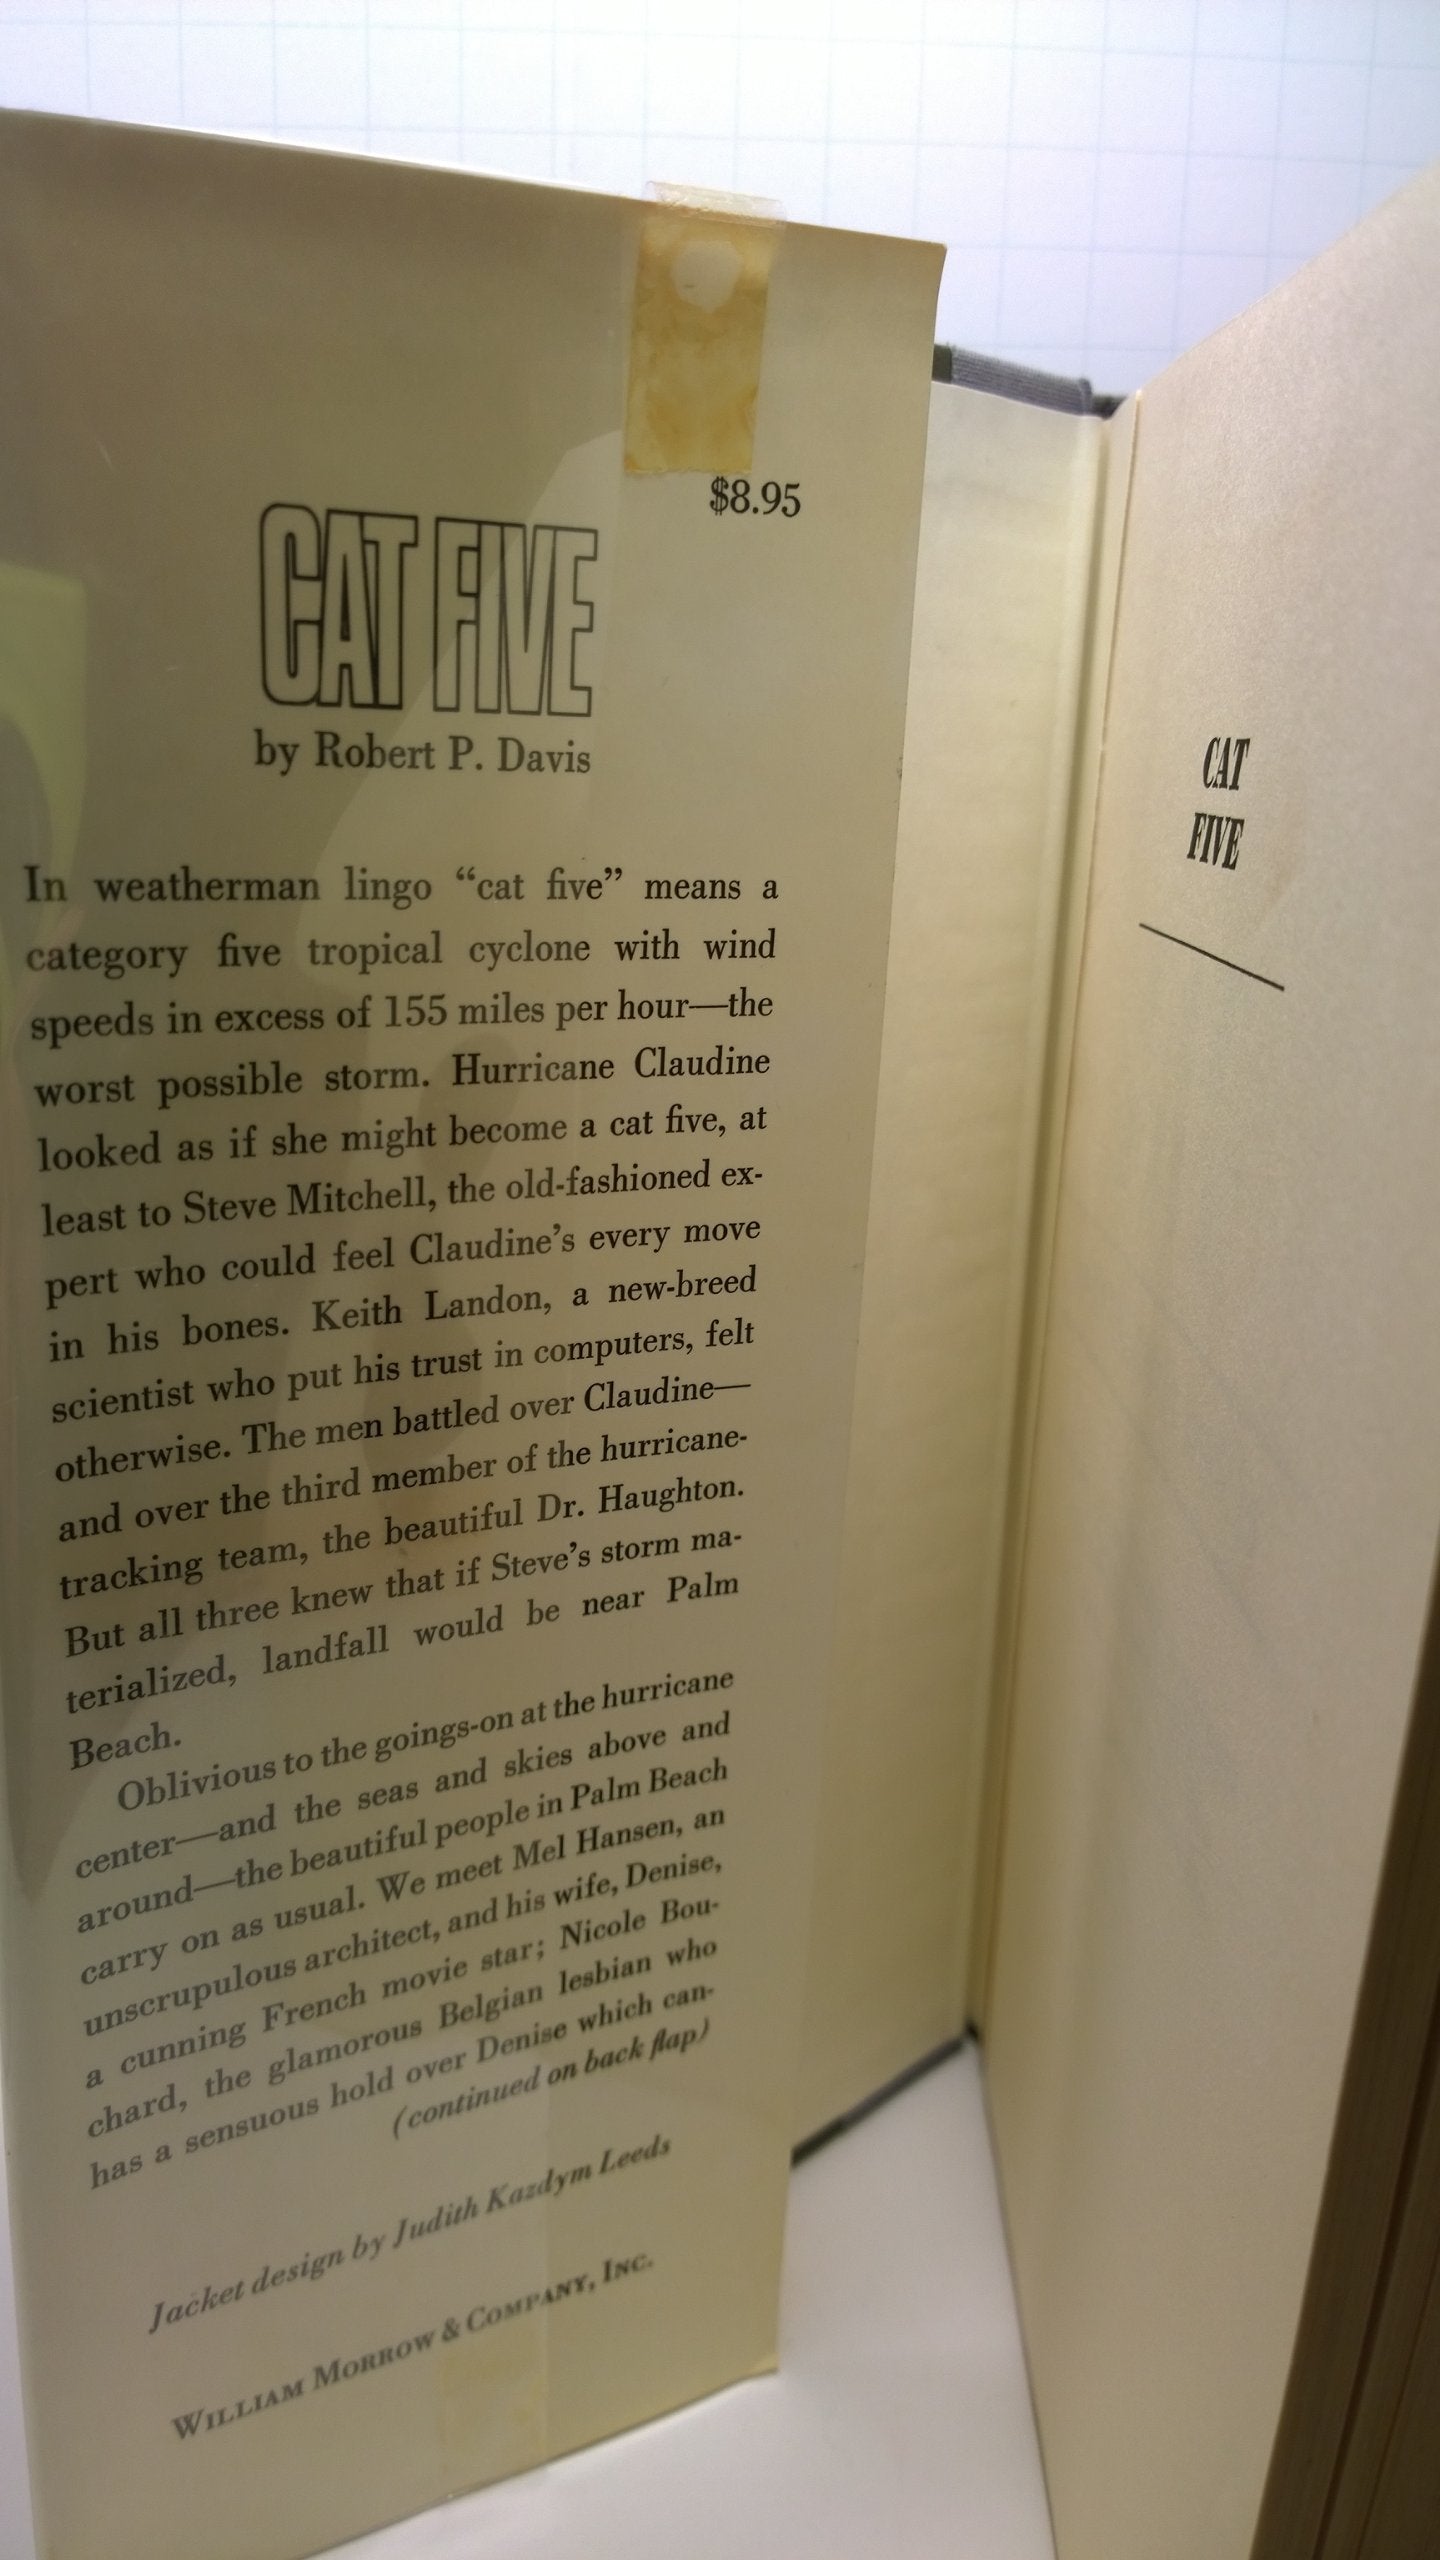 $8.95
CAT FIVE
by Robert P. Davis
In weatherman lingo “cat five” means a
category five tropical cyclone with wind
speeds in excess of 155 miles per hour—the
worst possible storm. Hurricane Claudine
looked as if she might become a cat five, at
least to Steve Mitchell, the old-fashioned ex-
pert who could feel Claudine’s every move
in his bones. Keith Landon, a new-breed
scientist who put his trust in computers, felt
otherwise. The men battled over Claudine—
and over the third member of the hurricane-
tracking team, the beautiful Dr. Haughton.
But all three knew that if Steve’s storm ma-
terialized, landfall would be near Palm
Beach.
Oblivious to the goings-on at the hurricane
center—and the seas and skies above and
around—the beautiful people in Palm Beach
carry on as usual. We meet Mel Hansen, an
unscrupulous architect, and his wife, Denise,
a cunning French movie star; Nicole Bou-
chard, the glamorous Belgian lesbian who
has a sensuous hold over Denise which can-
(continued on back flap)
Jacket design by Judith Kazdym Leeds
WILLIAM MORROW & COMPANY, INC.
CAT
FIVE